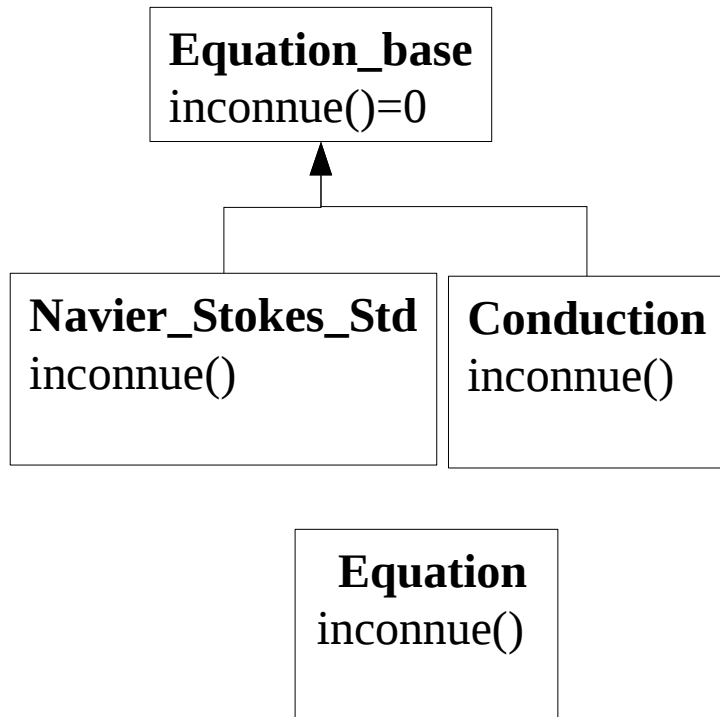 Equation_base
inconnue()=0
Navier_Stokes_Std
inconnue()
Conduction
inconnue()
Equation
inconnue()